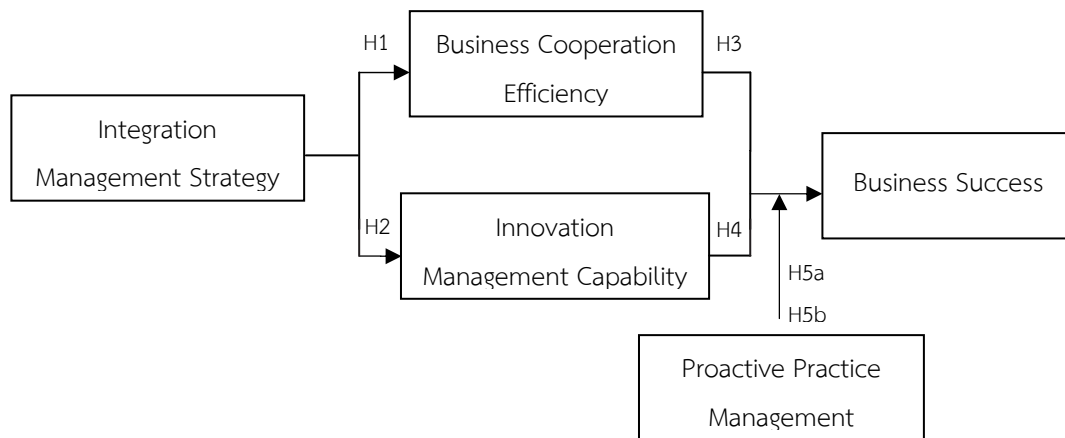 H1
Business Cooperation
Efficiency
H3
Integration
Management Strategy
Business Success
H2
Innovation
Management Capability
H4
H5a
H5b
Proactive Practice
Management